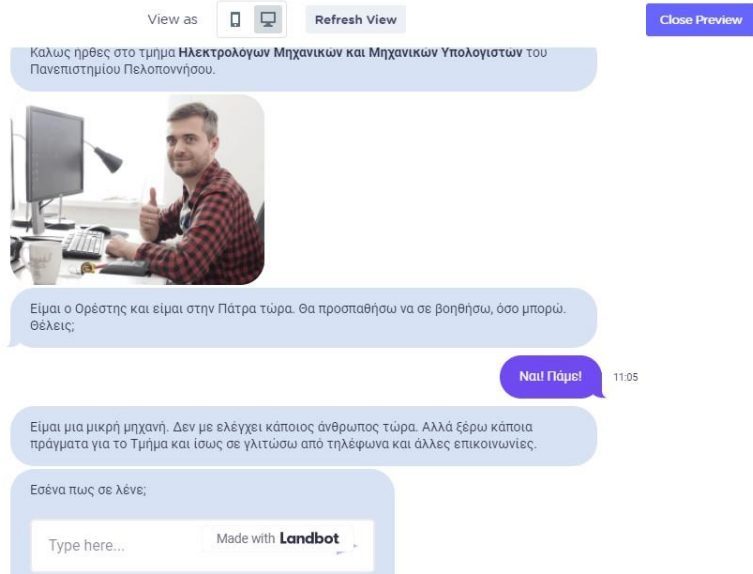 View as
Refresh View
Close Preview
Καλώς ήρθες στο τμήμα Ηλεκτρολόγων Μηχανικών και Μηχανικών Υπολογιστών του
Πανεπιστημίου Πελοποννήσου.
Είμαι ο Ορέστης και είμαι στην Πάτρα τώρα. Θα προσπαθήσω να σε βοηθήσω, όσο μπορώ.
Θέλεις;
Ναι! Πάμε!
11:05
Είμαι μια μικρή μηχανή. Δεν με ελέγχει κάποιος άνθρωπος τώρα. Αλλά ξέρω κάποια
πράγματα για το Τμήμα και ίσως σε γλιτώσω από τηλέφωνα και άλλες επικοινωνίες.
Εσένα πως σε λένε;
Type here...
Made with Landbot